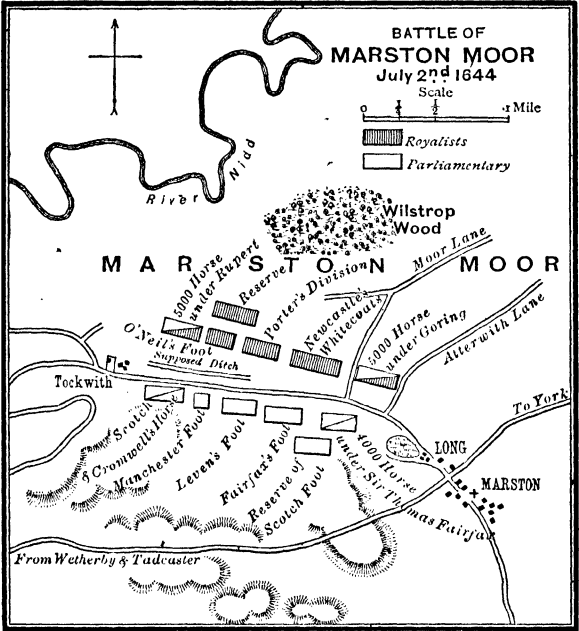 BATTLE OF
MARSTON MOOR
July 2nd 1644
Scale
0 ¼ ½ 1 Mile
Royalists
Parliamentary
River Nidd
Wilstrop
Wood
MARSTON MOOR
Moor Lane
Atterwith Lane
To York
5000 Horse
under Rupert
Reserve
Porter's Division
Newcastle's
Whitecoats
5000 Horse
under Goring
O'Neil's Foot
Supposed Ditch
Tockwith
Scotch
& Cromwell's Horse
Manchester Foot
Leven's Foot
Fairfax's Foot
Reserve of
Scotch Foot
4000 Horse
under Sir Thomas Fairfax
LONG
MARSTON
From Wetherby & Tadcaster